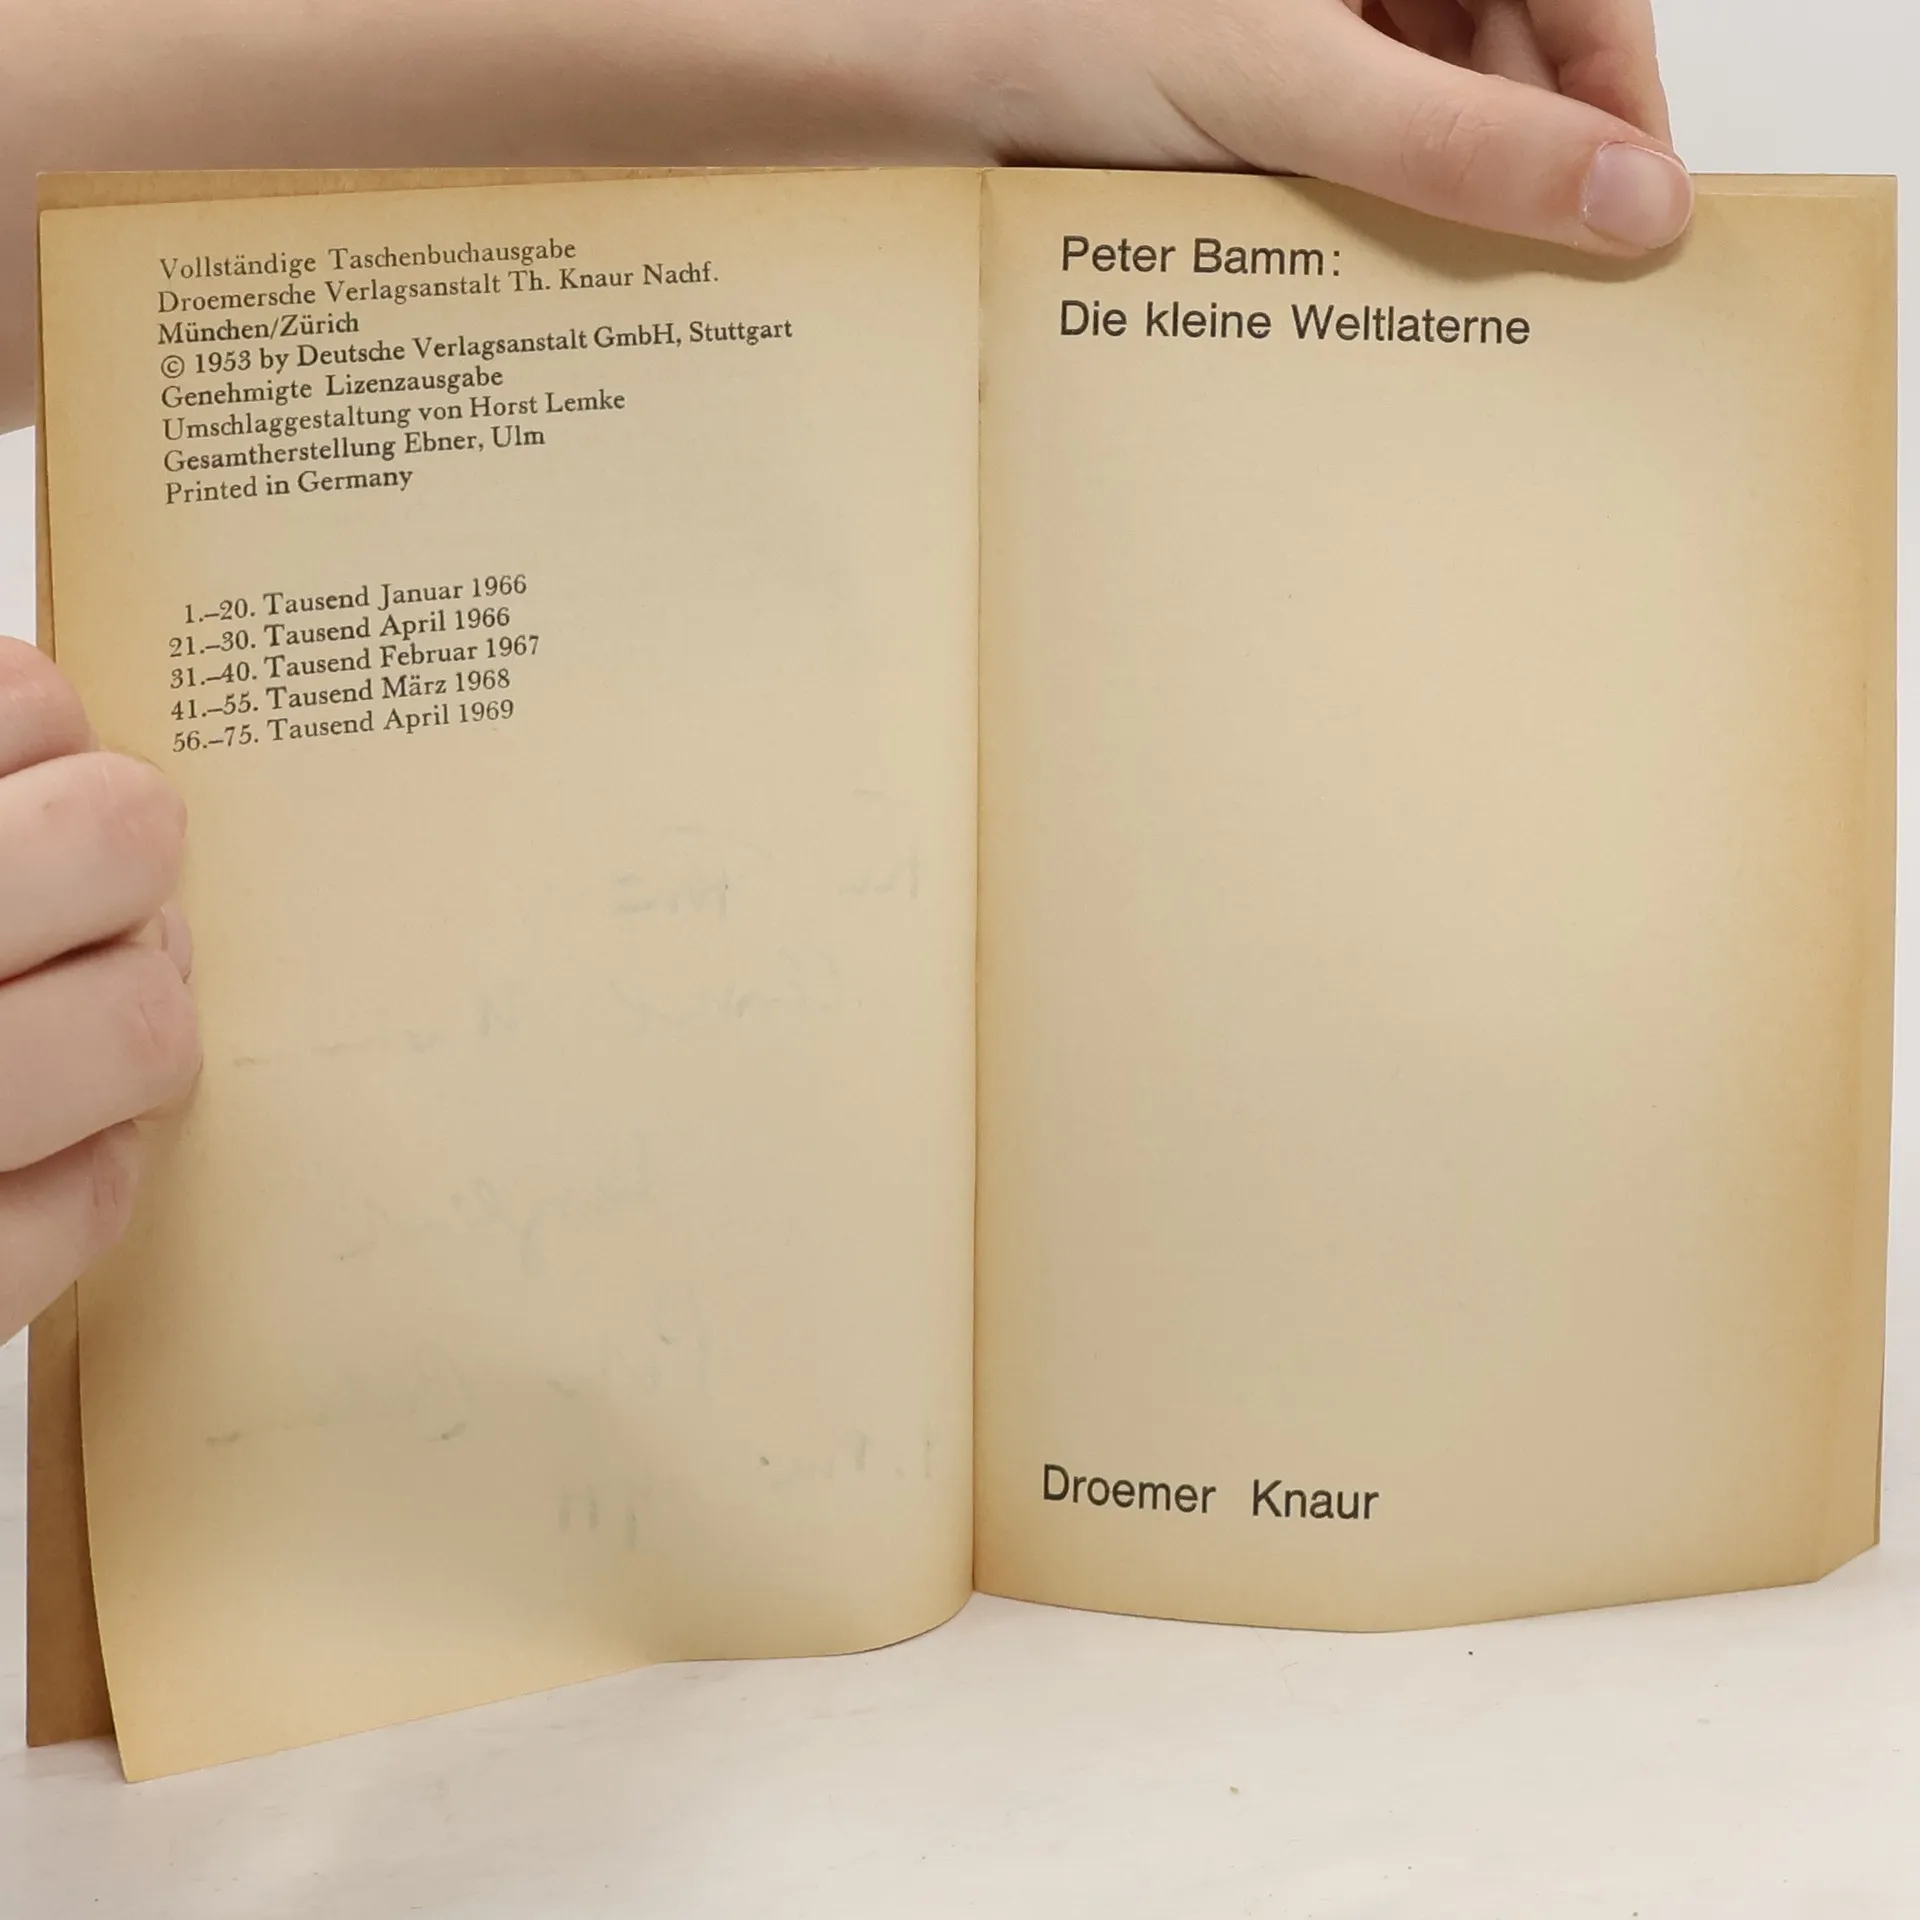 Vollständige Taschenbuchausgabe
Droemersche Verlagsanstalt Th. Knaur Nachf.
München/Zürich
© 1953 by Deutsche Verlagsanstalt GmbH, Stuttgart
Genehmigte Lizenzausgabe
Umschlaggestaltung von Horst Lemke
Gesamtherstellung Ebner, Ulm
Printed in Germany
1.–20. Tausend Januar 1966
21.–30. Tausend April 1966
31.–40. Tausend Februar 1967
41.–55. Tausend März 1968
56.–75. Tausend April 1969
Peter Bamm:
Die kleine Weltlaterne
Droemer Knaur